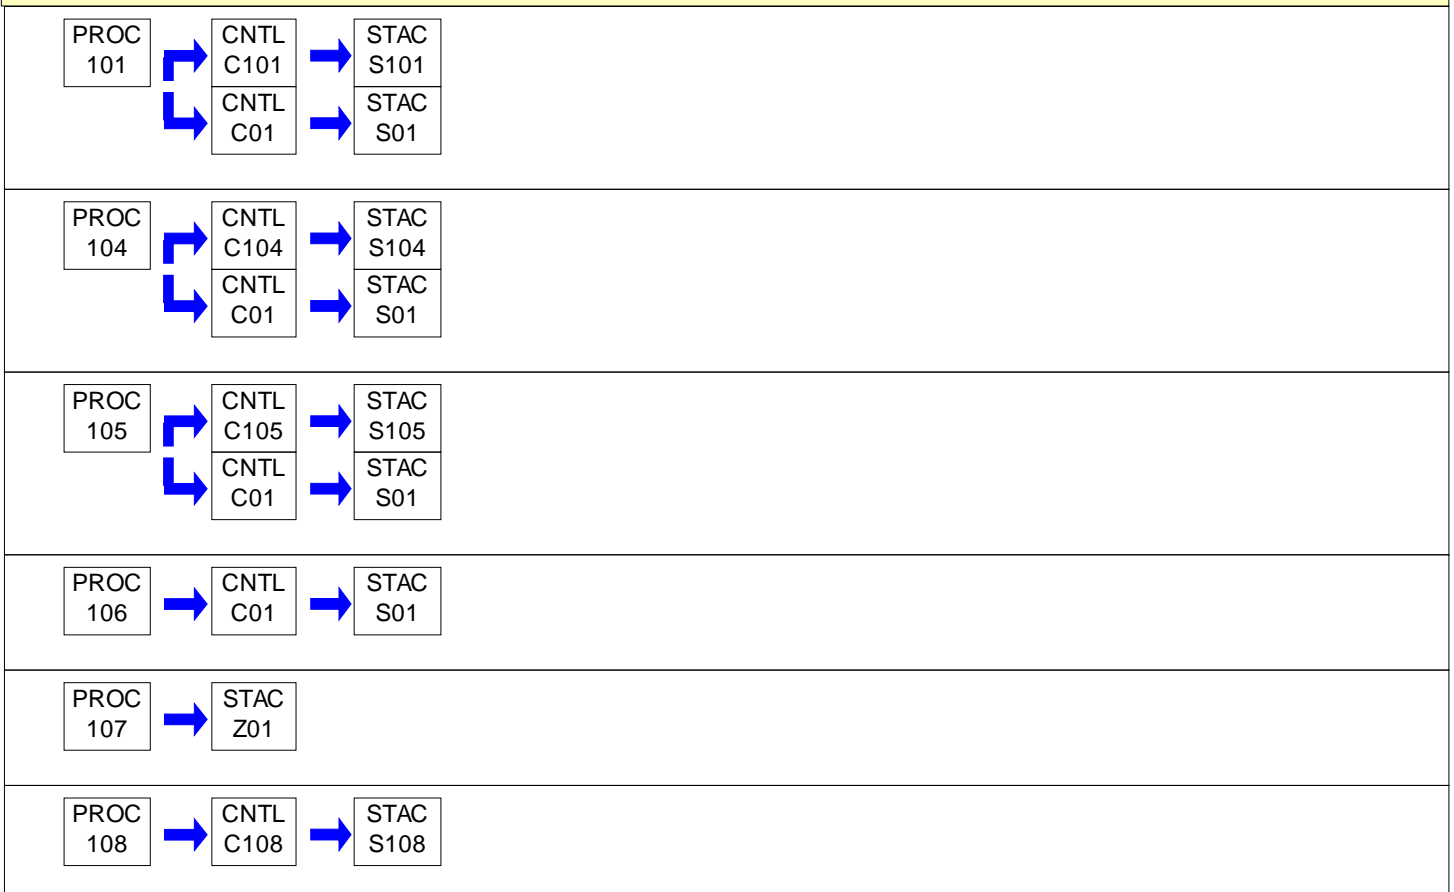 PROC
101
CNTL
C101
STAC
S101
CNTL
C01
STAC
S01
PROC
104
CNTL
C104
STAC
S104
CNTL
C01
STAC
S01
PROC
105
CNTL
C105
STAC
S105
CNTL
C01
STAC
S01
PROC
106
CNTL
C01
STAC
S01
PROC
107
STAC
Z01
PROC
108
CNTL
C108
STAC
S108